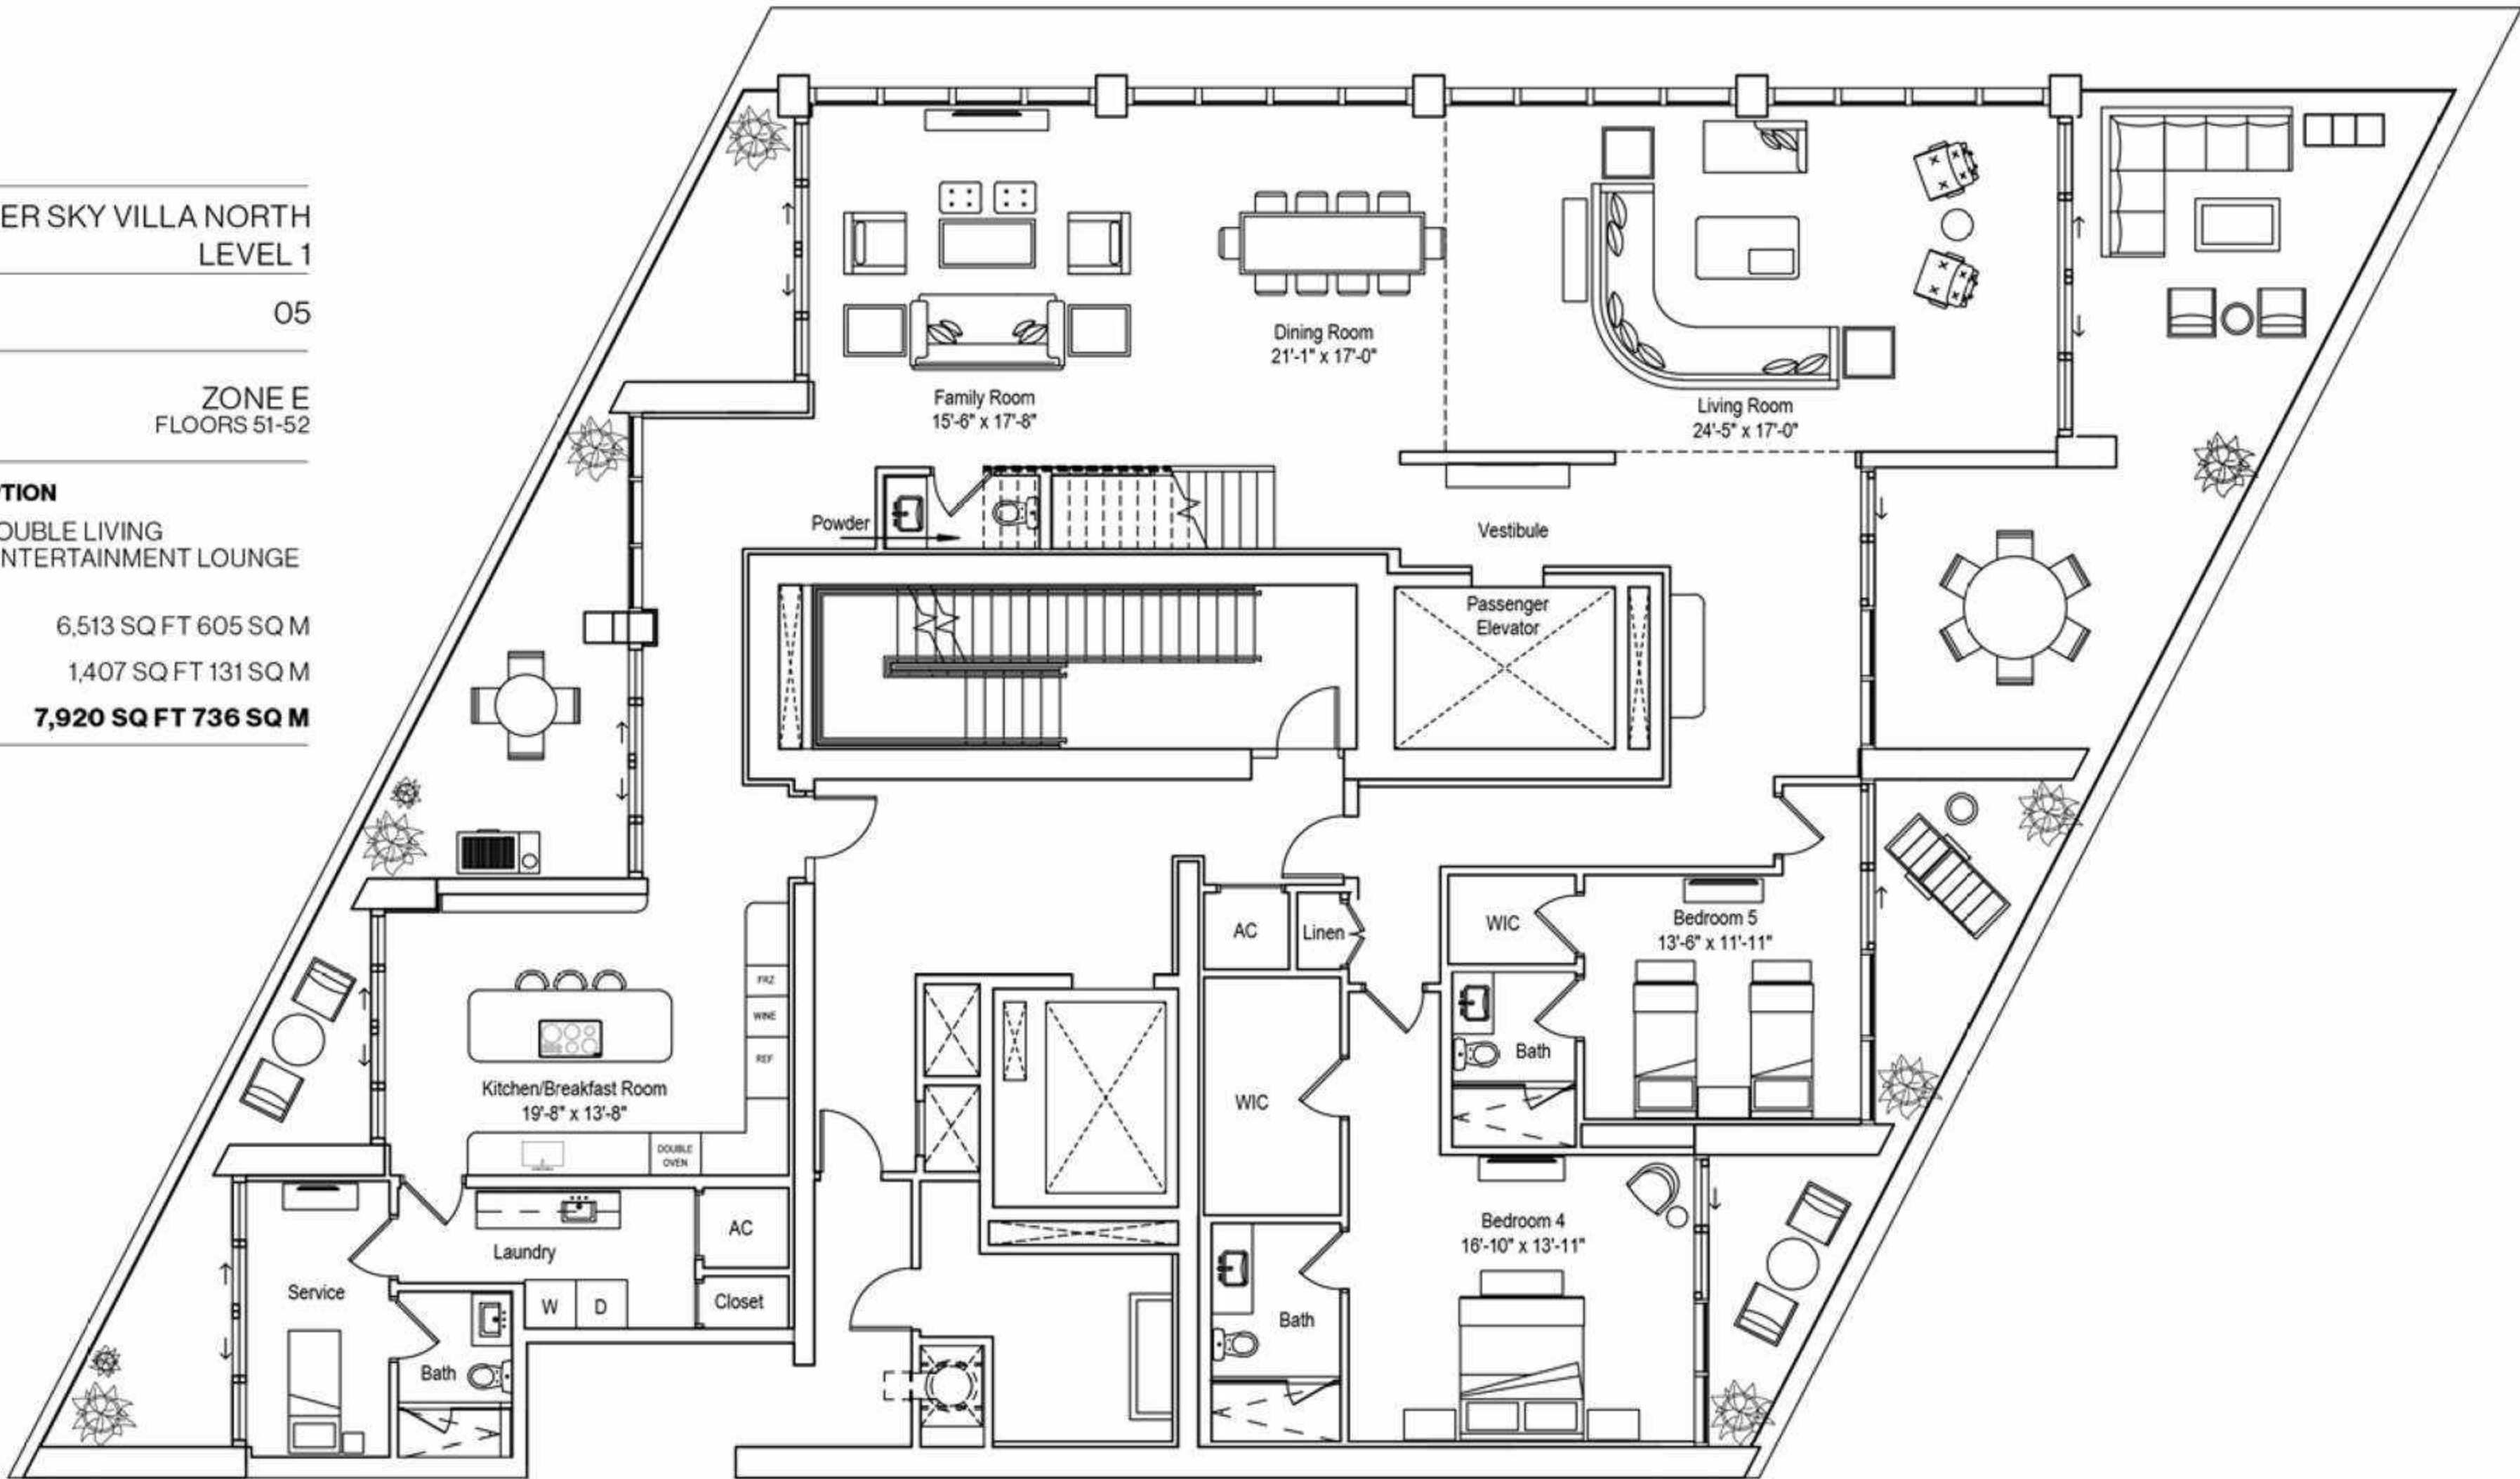 ER SKY VILLA NORTH
LEVEL 1
05
ZONE E
FLOORS 51-52
TION
OUBLE LIVING
NTERTAINMENT LOUNGE
6,513 SQ FT 605 SQ M
1,407 SQ FT 131 SQ M
7,920 SQ FT 736 SQ M
Dining Room
21'-1" x 17'-0"
Family Room
15'-6" x 17'-8"
Living Room
24'-5" x 17'-0"
Powder
Vestibule
Passenger
Elevator
AC
Linen
WIC
Bedroom 5
13'-6" x 11'-11"
FRZ
WINE
REF
Kitchen/Breakfast Room
19'-8" x 13'-8"
DOUBLE
OVEN
WIC
Bath
Laundry
AC
Service
W
D
Closet
Bath
Bedroom 4
16'-10" x 13'-11"
Bath